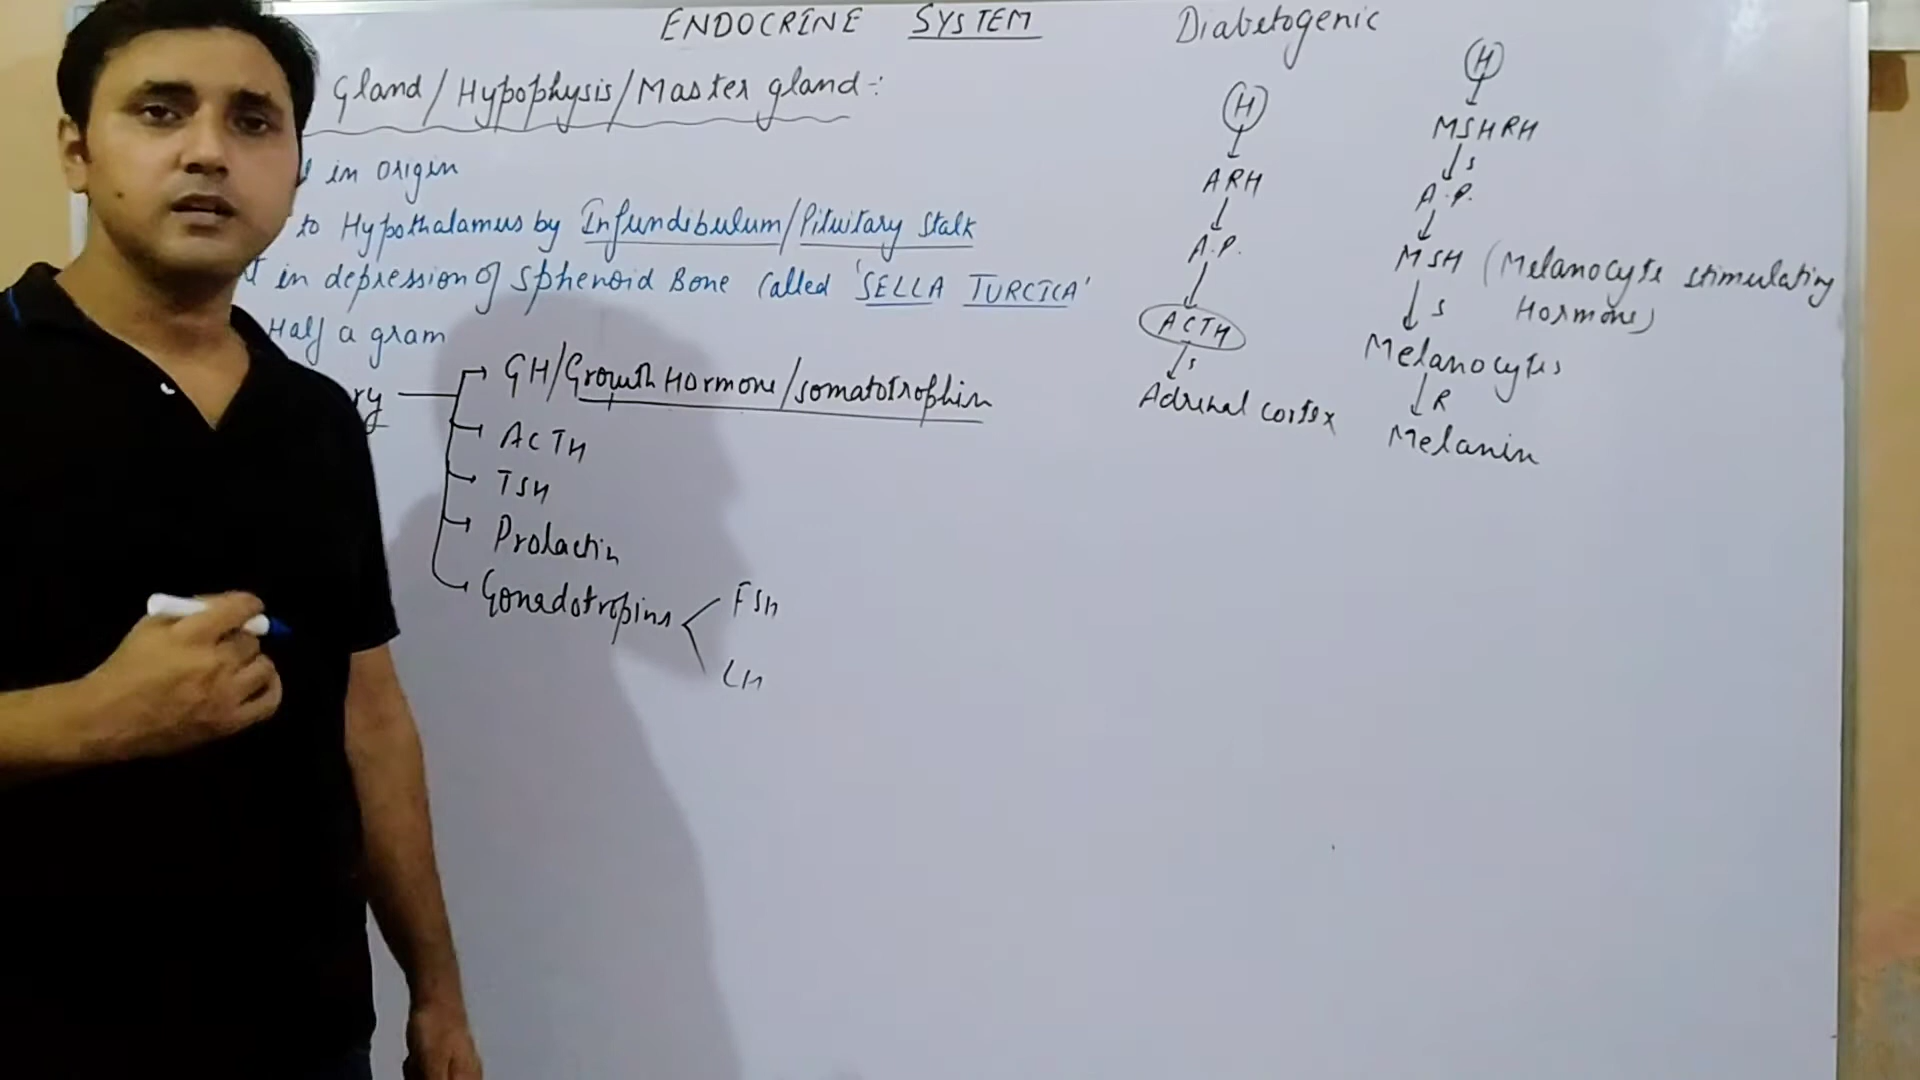 ENDOCRINE SYSTEM
Gland/Hypophysis/Master gland :-
in origin
to Hypothalamus by Infundibulum/Pituitary Stalk
in depression of sphenoid Bone called 'SELLA TURCICA'
Half a gram
ry
GH/Growth Hormone/somatotrophin
ACTH
TSH
Prolactin
Gonadotropins
FSH
LH
Diabetogenic
H
ARH
A.P.
ACTH
s
Adrenal cortex
H
MSHRH
s
A.P.
MSH (Melanocyte stimulating
Hormone)
s
Melanocytes
R
Melanin